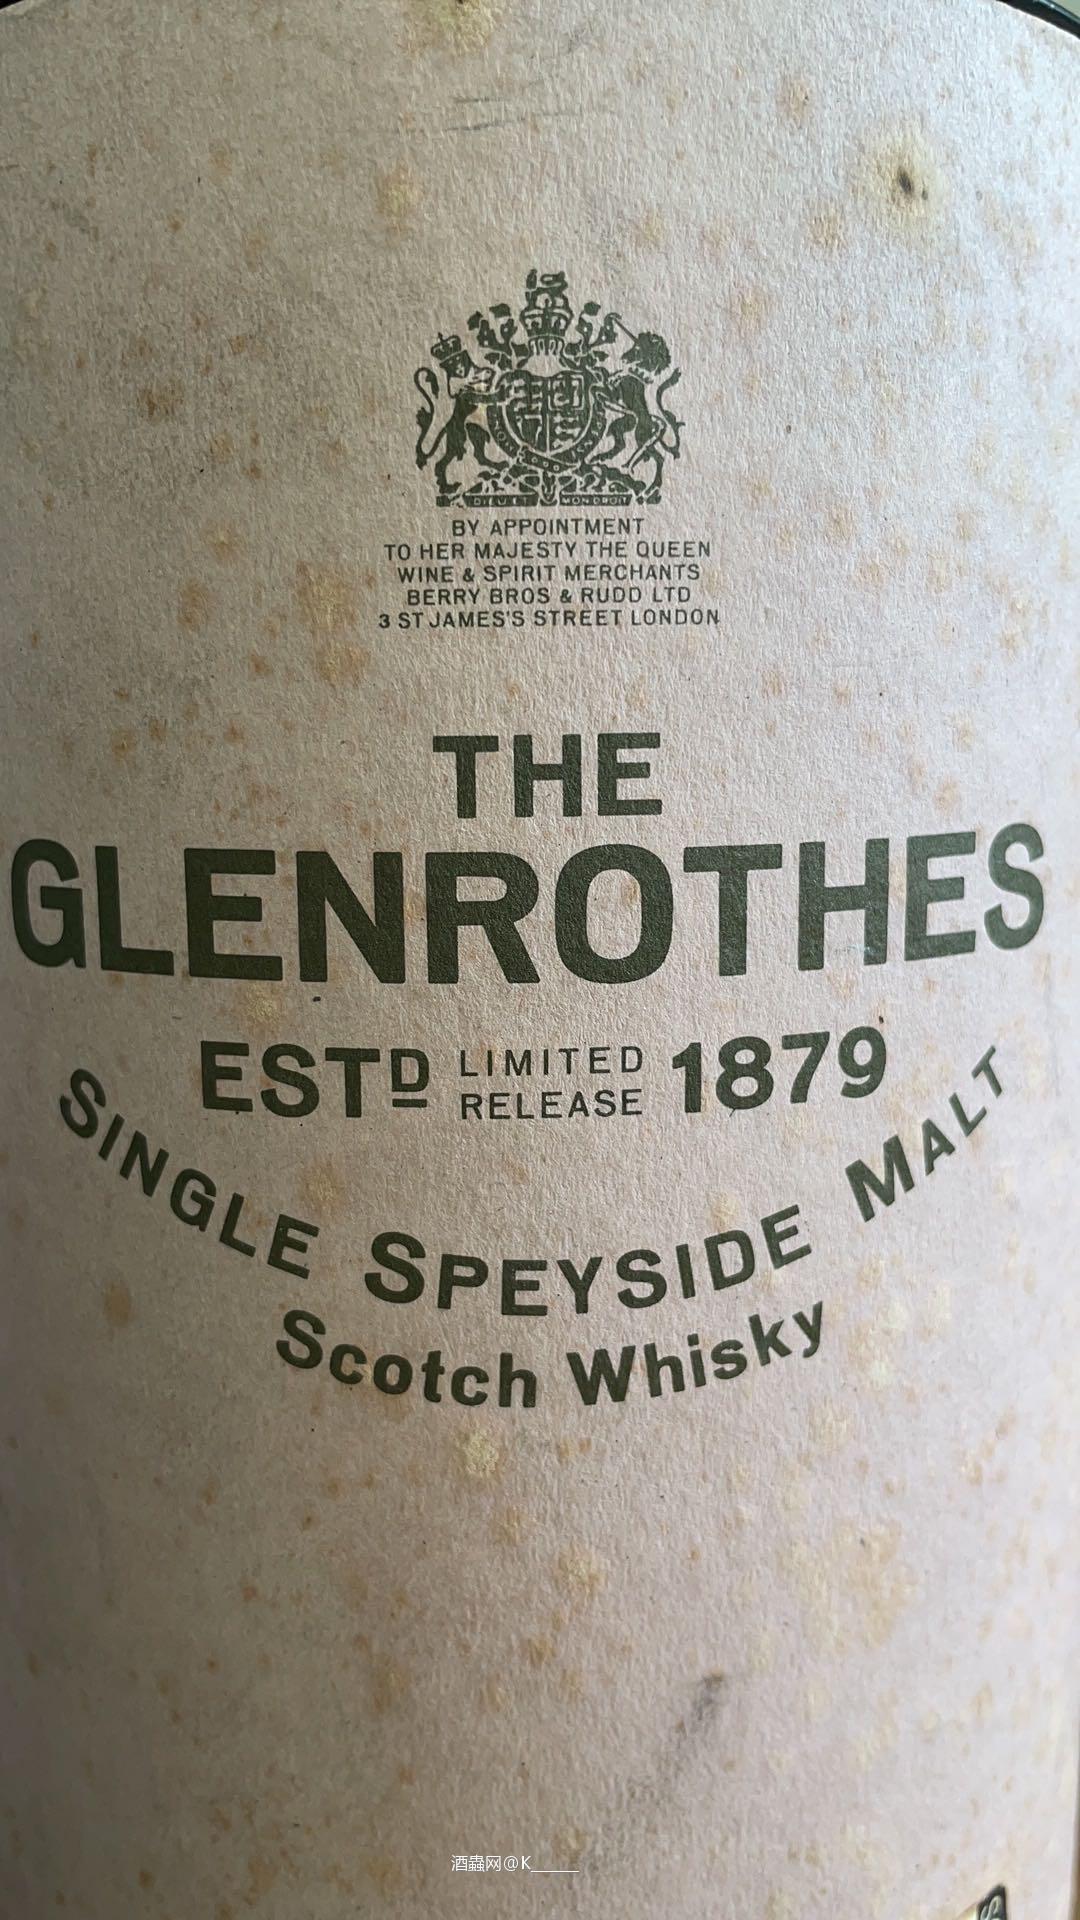 DIEU ET MON DROIT
BY APPOINTMENT
TO HER MAJESTY THE QUEEN
WINE & SPIRIT MERCHANTS
BERRY BROS & RUDD LTD
3 ST JAMES'S STREET LONDON
THE
GLENROTHES
ESTD LIMITED RELEASE 1879
SINGLE SPEYSIDE MALT
Scotch Whisky
酒蟲网@K_____